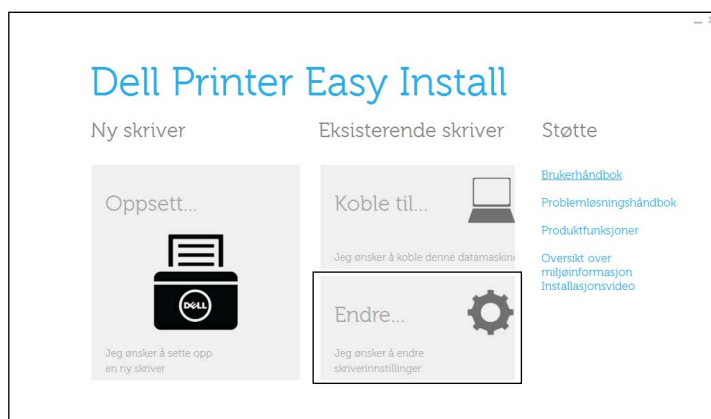 Dell Printer Easy Install
Ny skriver
Oppsett...
DELL
Jeg ønsker å sette opp
en ny skriver
Eksisterende skriver
Koble til...
Jeg ønsker å koble denne
Endre...
Jeg ønsker å endre
skriverinnstillinger
Støtte
Brukerhåndbok
Problemløsningshåndbok
Produktfunksjoner
Oversikt over
miljøinformasjon
Installasjonsvideo